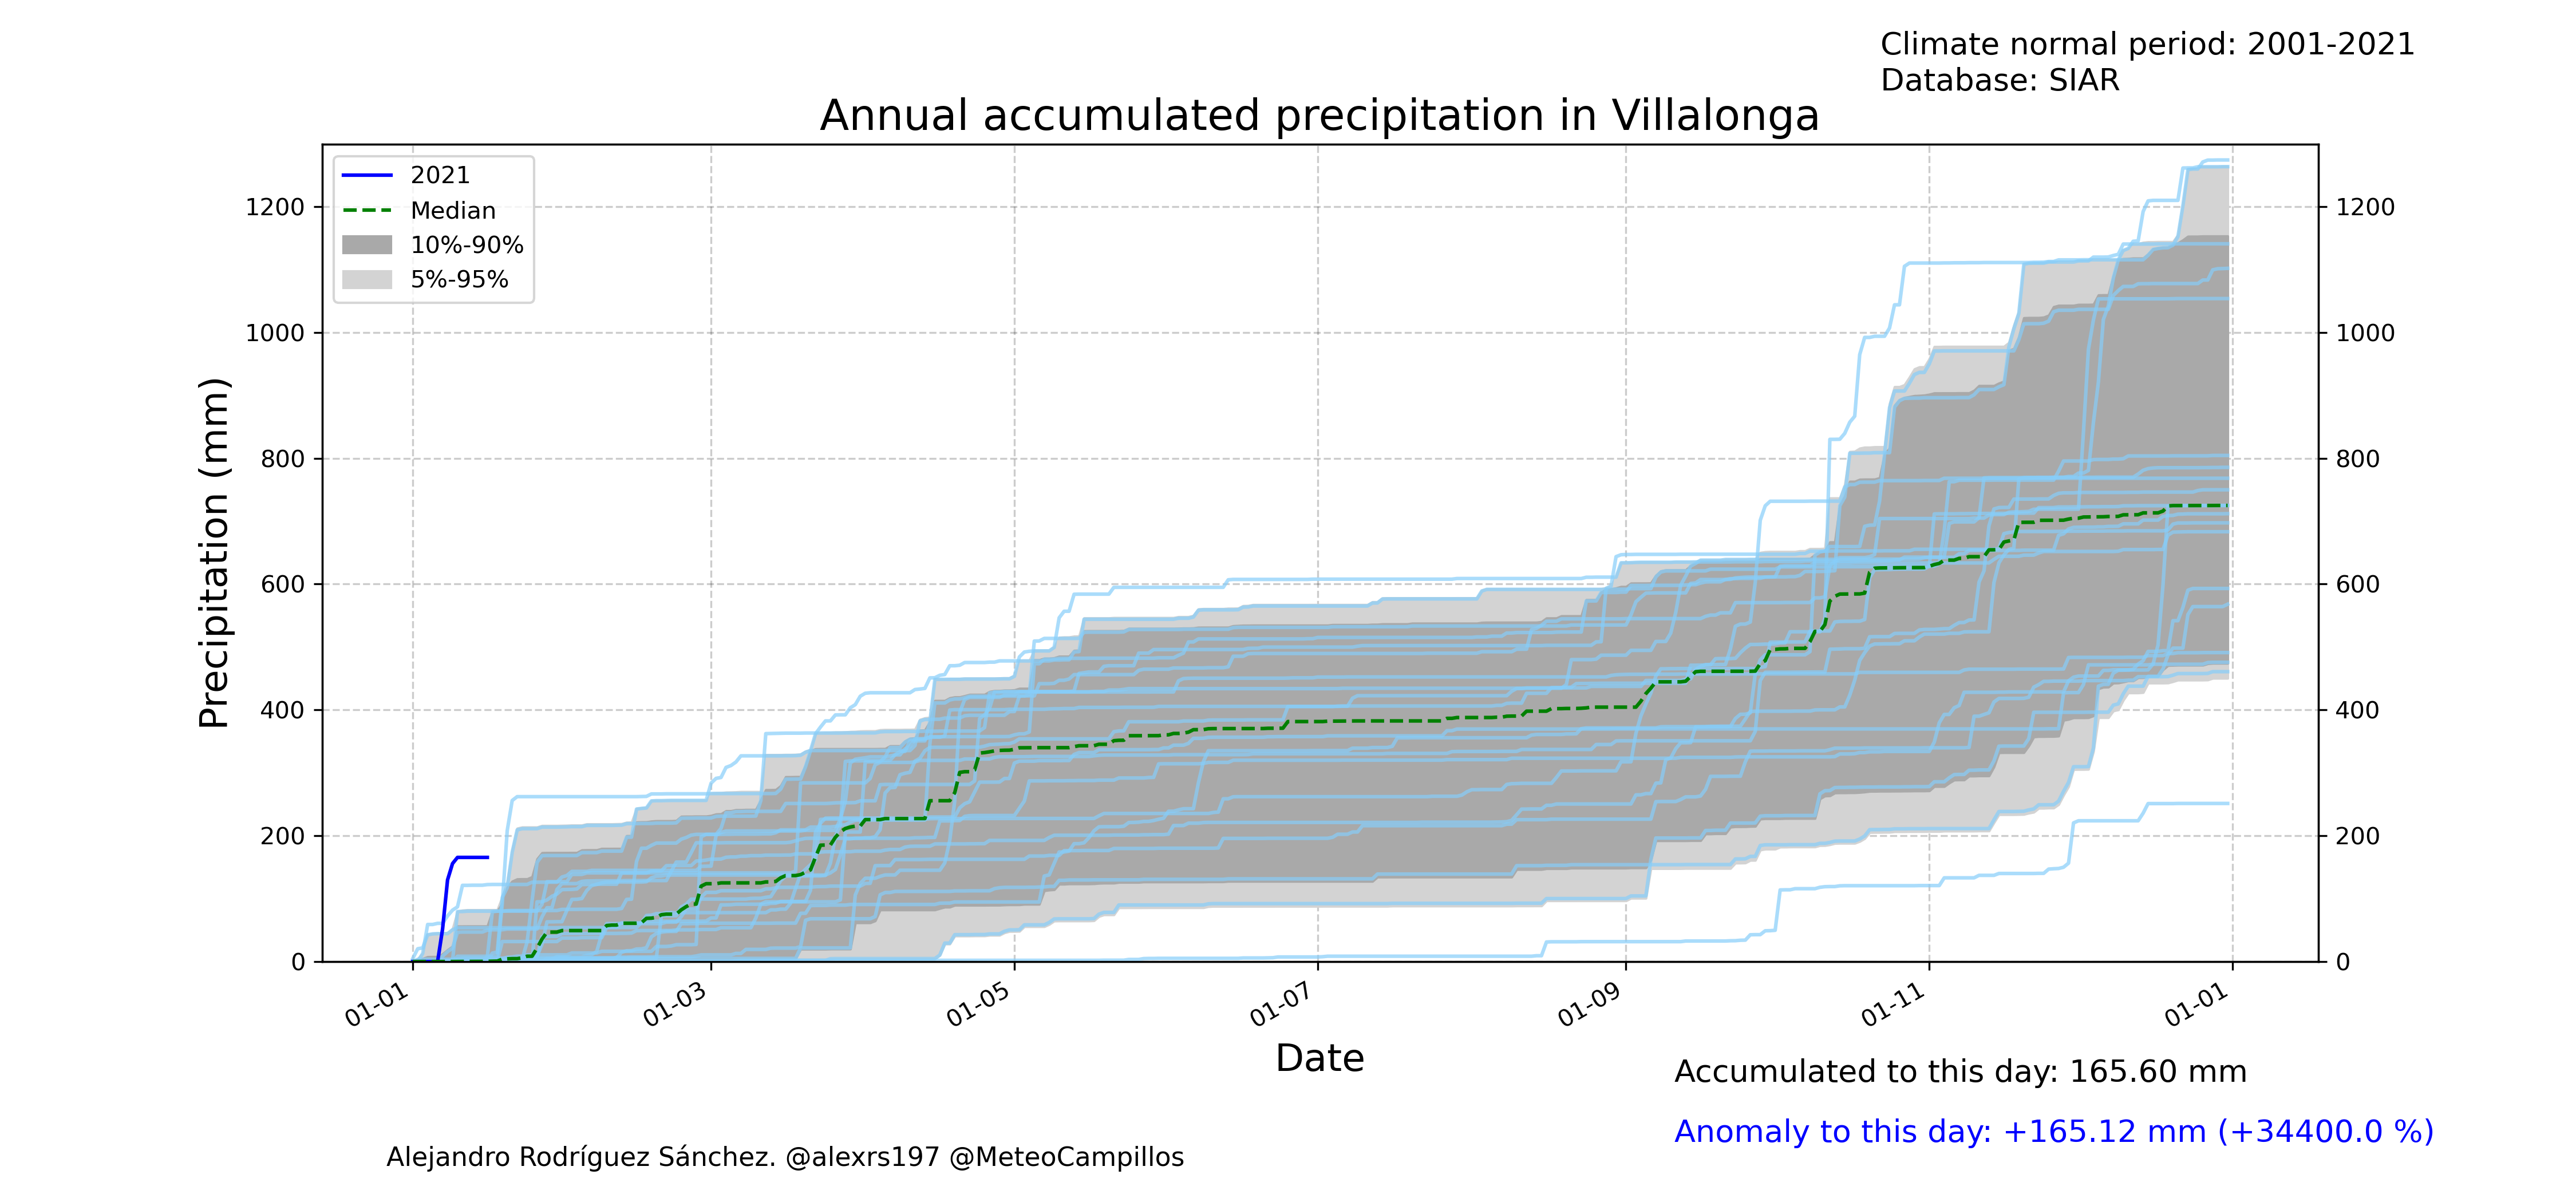 Climate normal period: 2001-2021
Database: SIAR
Annual accumulated precipitation in Villalonga
2021
Median
10%-90%
5%-95%
Precipitation (mm)
1200
1000
800
600
400
200
0
1200
1000
800
600
400
200
0
01-01
01-03
01-05
01-07
01-09
01-11
01-01
Date
Accumulated to this day: 165.60 mm
Anomaly to this day: +165.12 mm (+34400.0 %)
Alejandro Rodríguez Sánchez. @alexrs197 @MeteoCampillos